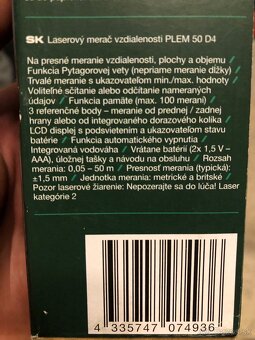 SK Laserový merač vzdialenosti PLEM 50 D4
Na presné meranie vzdialenosti, plochy a objemu /
Funkcia Pytagorovej vety (nepriame meranie dĺžky) /
Trvalé meranie s ukazovateľom min./max. hodnoty /
Voliteľné sčítanie alebo odčítanie nameraných
údajov / Funkcia pamäte (max. 100 meraní) /
3 referenčné body – meranie od prednej / zadnej
hrany alebo od integrovaného dorazového kolíka /
LCD displej s podsvietením a ukazovateľom stavu
batérie / Funkcia automatického vypnutia /
Integrovaná vodováha / Vrátane batérií (2x 1,5 V –
AAA), úložnej tašky a návodu na obsluhu / Rozsah
merania: 0,05 - 50 m / Presnosť merania (typická):
±1,5 mm / Jednotka merania: metrické a britské /
Pozor laserové žiarenie: Nepozerajte sa do lúča! Laser
kategórie 2
4 335747 074936